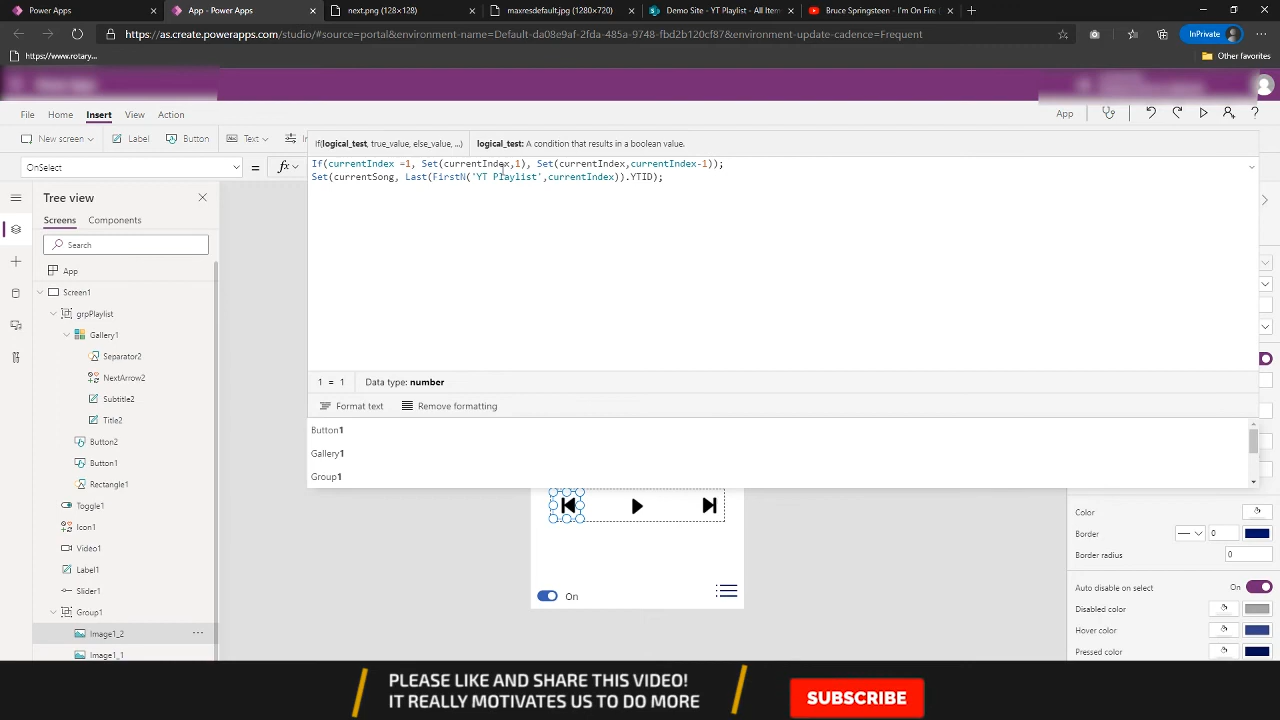 Power Apps
App - Power Apps
next.png (128×128)
maxresdefault.jpg (1280×720)
Demo Site - YT Playlist - All Item
Bruce Springsteen - I'm On Fire (
https://as.create.powerapps.com/studio/#source=portal&environment-name=Default-da08e9af-2fda-485a-9748-fbd2b120cf87&environment-update-cadence=Frequent
InPrivate
https://www.rotary...
Other favorites
File
Home
Insert
View
Action
App
New screen
Label
Button
Text
If(logical_test, true_value, else_value, ...)
logical_test: A condition that results in a boolean value.
OnSelect
=
fx
If(currentIndex =1, Set(currentIndex,1), Set(currentIndex,currentIndex-1));
Set(currentSong, Last(FirstN('YT Playlist',currentIndex)).YTID);
Tree view
Screens
Components
Search
App
Screen1
grpPlaylist
Gallery1
Separator2
NextArrow2
Subtitle2
Title2
Button2
Button1
Rectangle1
Toggle1
Icon1
Video1
Label1
Slider1
Group1
Image1_2
Image1_1
1 = 1
Data type: number
Format text
Remove formatting
Button1
Gallery1
Group1
On
Color
Border
0
Border radius
0
Auto disable on select
On
Disabled color
Hover color
Pressed color
PLEASE LIKE AND SHARE THIS VIDEO!
IT REALLY MOTIVATES US TO DO MORE
SUBSCRIBE